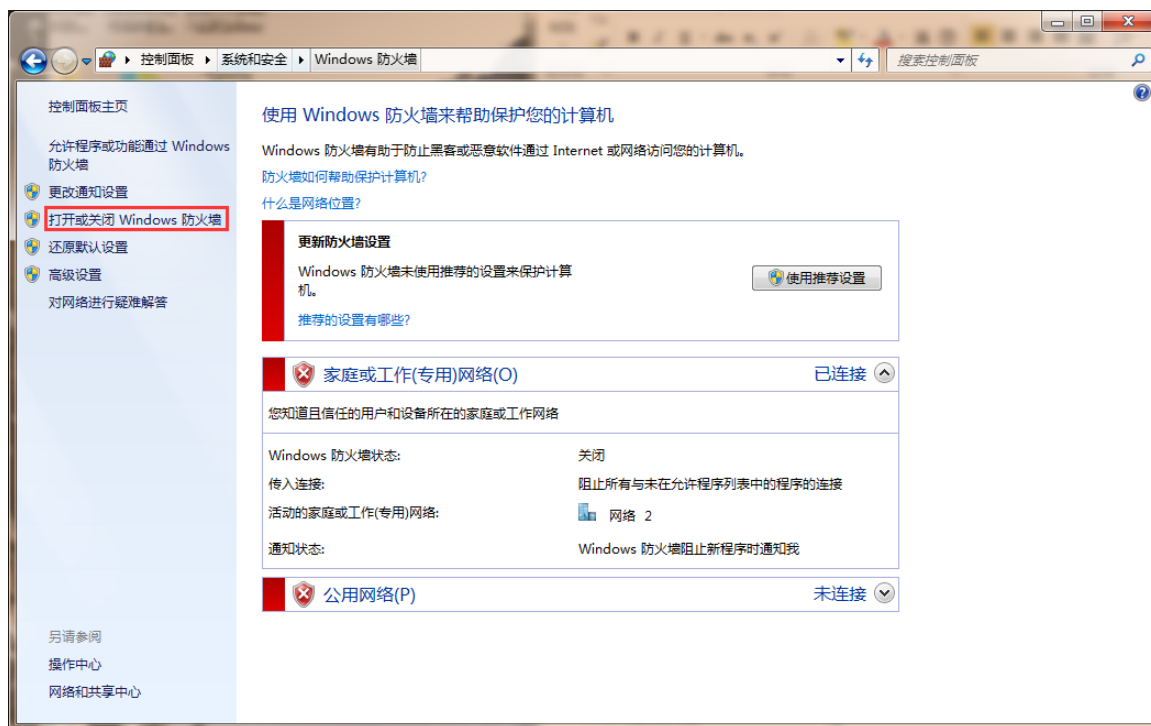 控制面板 系统和安全 Windows 防火墙
搜索控制面板
控制面板主页
允许程序或功能通过 Windows
防火墙
更改通知设置
打开或关闭 Windows 防火墙
还原默认设置
高级设置
对网络进行疑难解答
另请参阅
操作中心
网络和共享中心
使用 Windows 防火墙来帮助保护您的计算机
Windows 防火墙有助于防止黑客或恶意软件通过 Internet 或网络访问您的计算机。
防火墙如何帮助保护计算机?
什么是网络位置?
更新防火墙设置
Windows 防火墙未使用推荐的设置来保护计算
机。
使用推荐设置
推荐的设置有哪些?
家庭或工作(专用)网络(O) 已连接
您知道且信任的用户和设备所在的家庭或工作网络
Windows 防火墙状态: 关闭
传入连接: 阻止所有与未在允许程序列表中的程序的连接
活动的家庭或工作(专用)网络: 网络 2
通知状态: Windows 防火墙阻止新程序时通知我
公用网络(P) 未连接